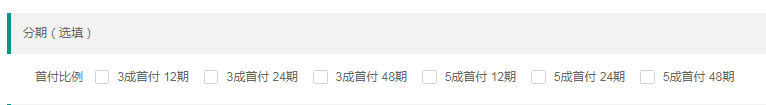 分期 ( 选填 )
首付比例 3成首付 12期 3成首付 24期 3成首付 48期 5成首付 12期 5成首付 24期 5成首付 48期